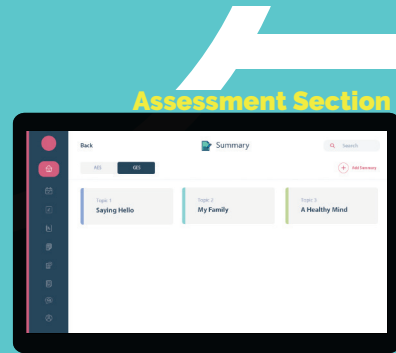 Assessment Section
Back
Summary
Search
AES
GES
Add Summary
Topic: 1
Saying Hello
Topic: 2
My Family
Topic: 3
A Healthy Mind